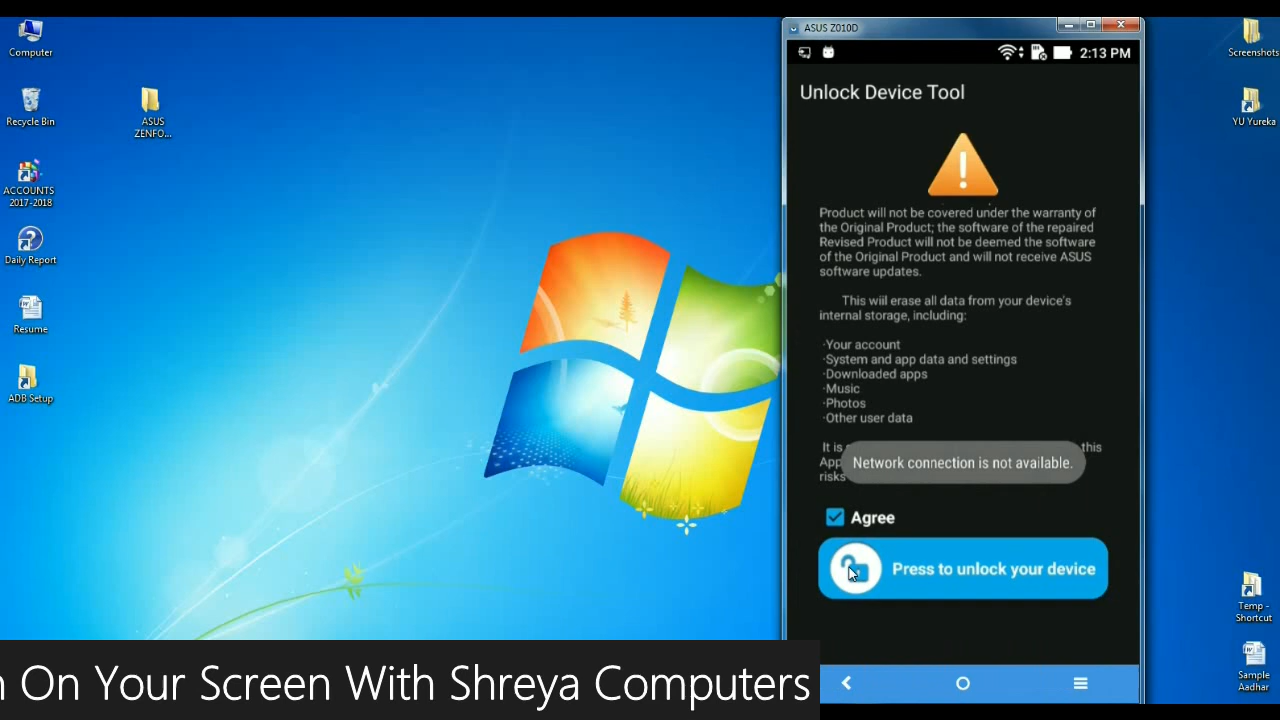 Computer
Recycle Bin
ACCOUNTS
2017-2018
Daily Report
Resume
ADB Setup
ASUS
ZENFO...
ASUS Z010D
2:13 PM
Unlock Device Tool
Product will not be covered under the warranty of
the Original Product; the software of the repaired
Revised Product will not be deemed the software
of the Original Product and will not receive ASUS
software updates.
This will erase all data from your device's
internal storage, including:
·Your account
·System and app data and settings
·Downloaded apps
·Music
·Photos
·Other user data
It is this
App
risks
Network connection is not available.
Agree
Press to unlock your device
Screenshots
YU Yureka
Temp -
Shortcut
Sample
Aadhar
On Your Screen With Shreya Computers